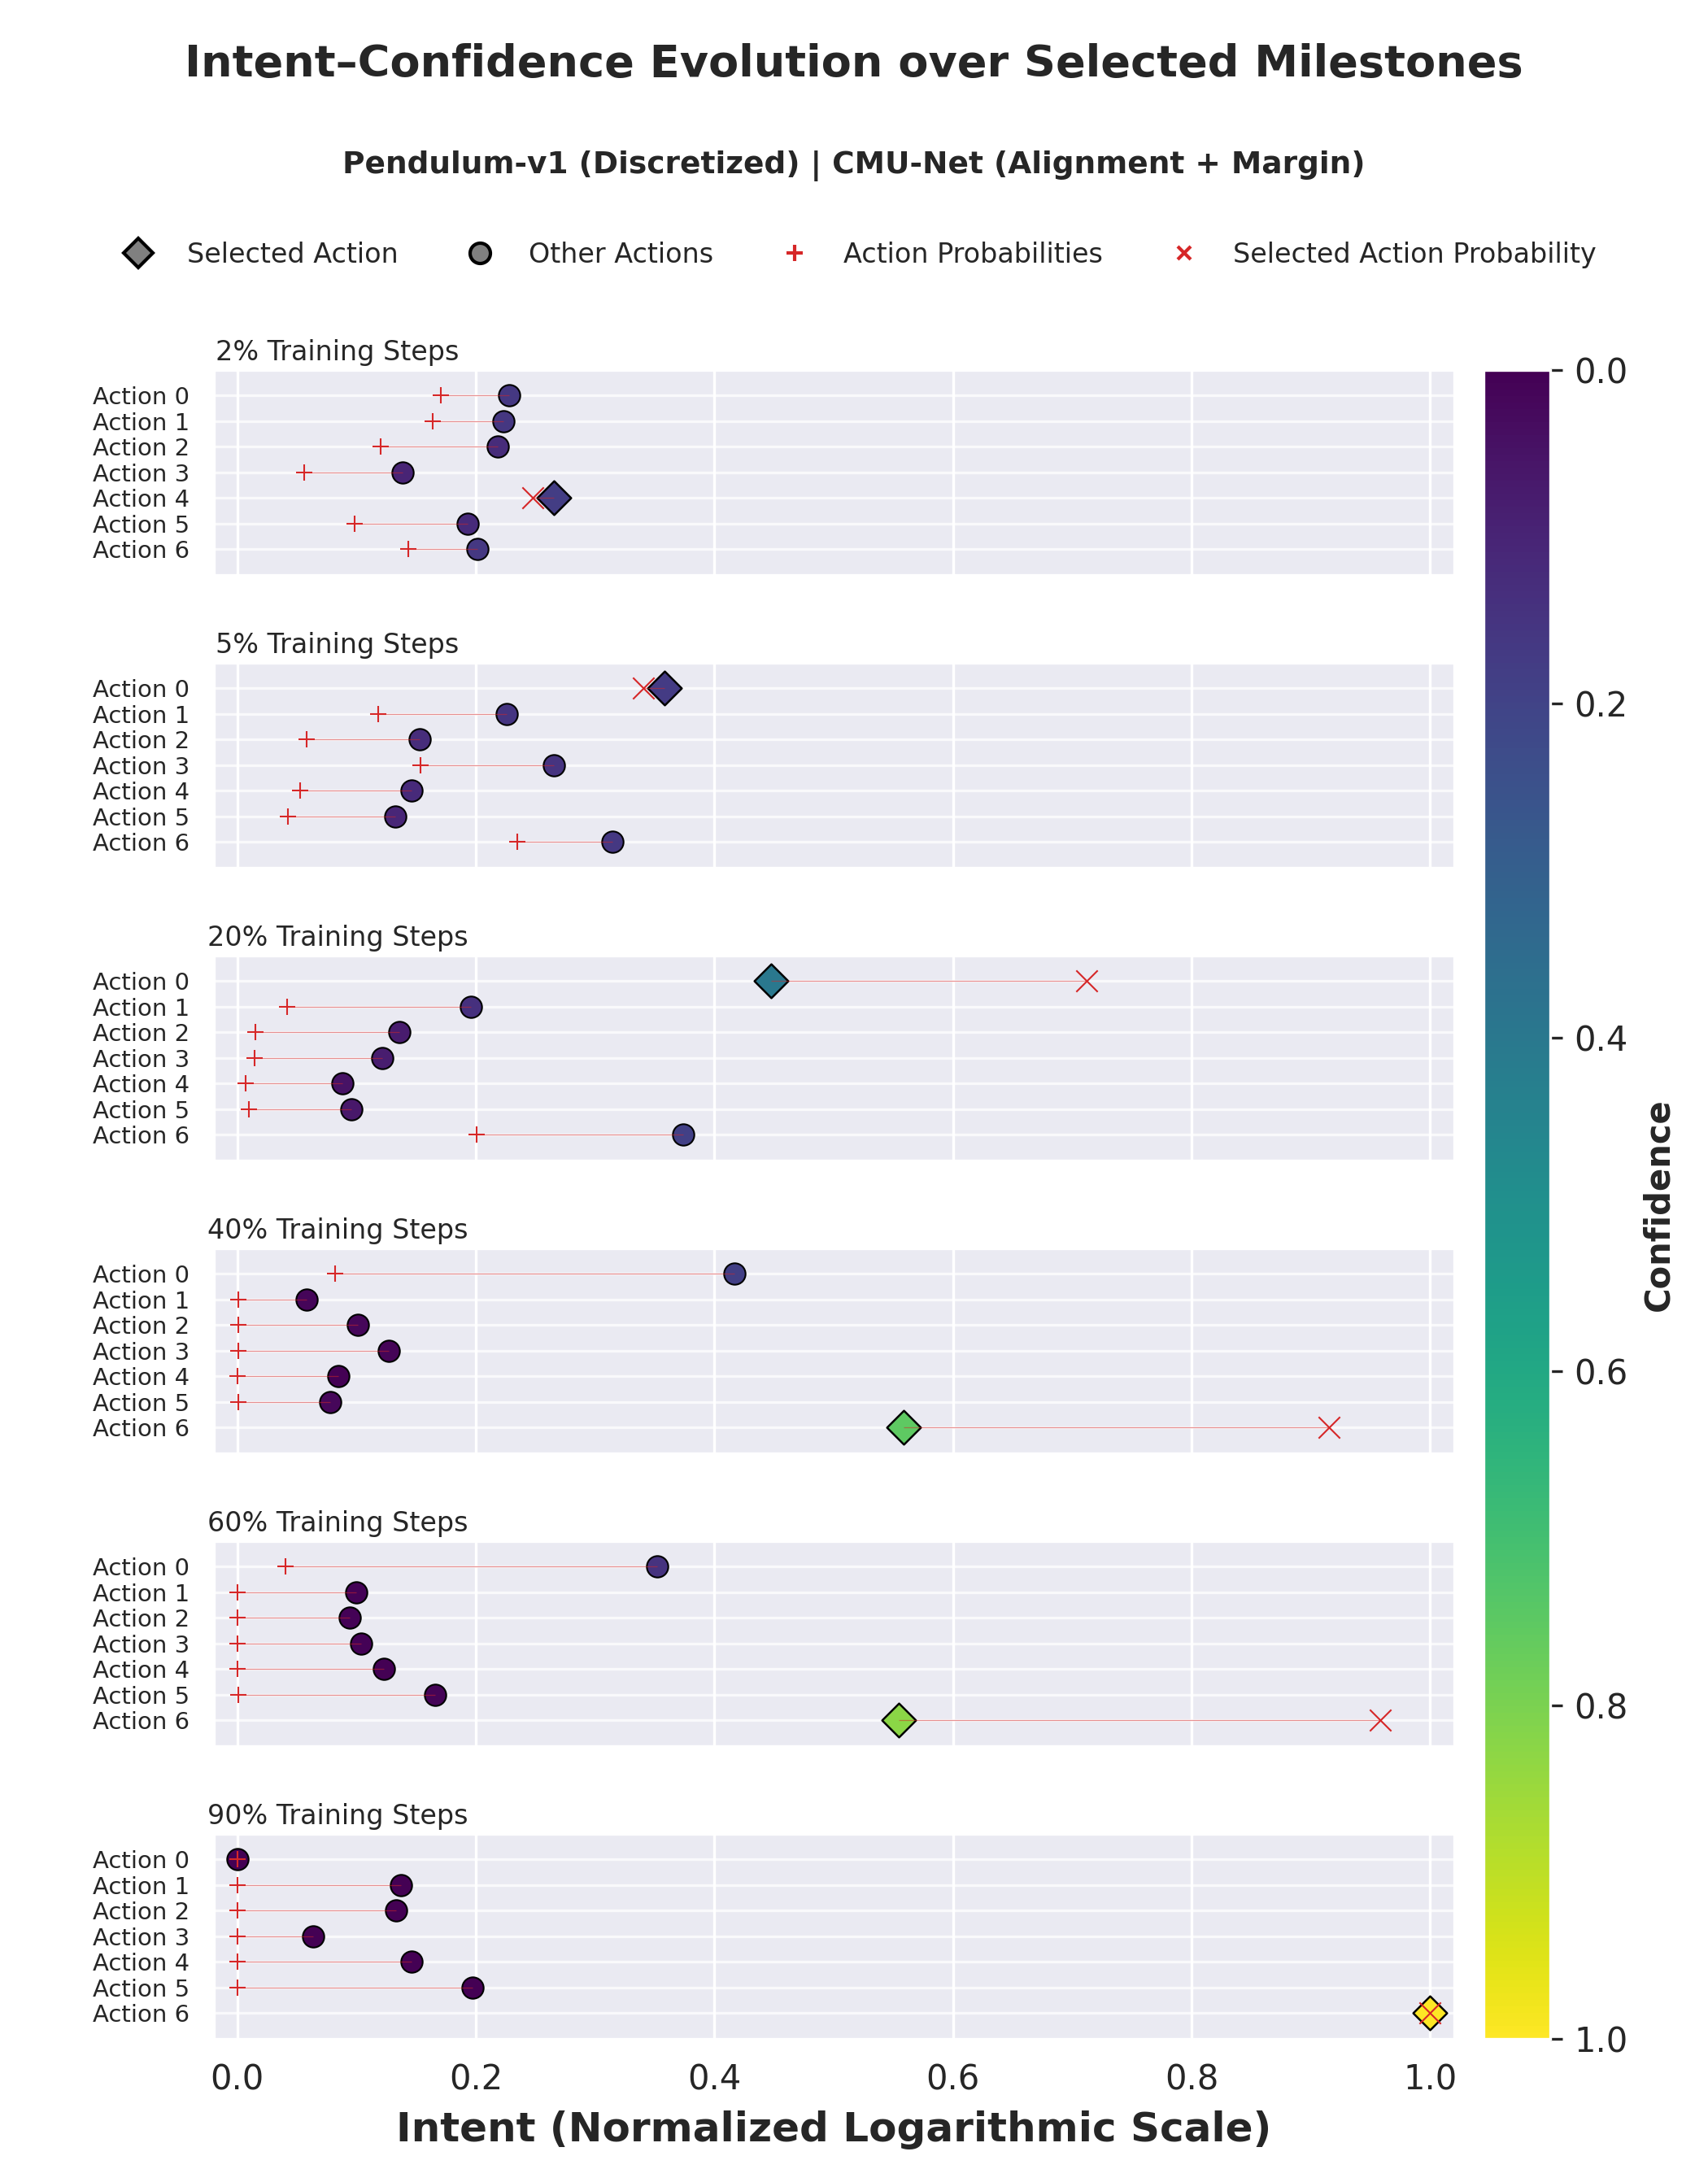 Intent–Confidence Evolution over Selected Milestones
Pendulum-v1 (Discretized) | CMU-Net (Alignment + Margin)
Selected Action Other Actions Action Probabilities Selected Action Probability
2% Training Steps
Action 0
Action 1
Action 2
Action 3
Action 4
Action 5
Action 6
5% Training Steps
Action 0
Action 1
Action 2
Action 3
Action 4
Action 5
Action 6
20% Training Steps
Action 0
Action 1
Action 2
Action 3
Action 4
Action 5
Action 6
40% Training Steps
Action 0
Action 1
Action 2
Action 3
Action 4
Action 5
Action 6
60% Training Steps
Action 0
Action 1
Action 2
Action 3
Action 4
Action 5
Action 6
90% Training Steps
Action 0
Action 1
Action 2
Action 3
Action 4
Action 5
Action 6
0.0 0.2 0.4 0.6 0.8 1.0
Intent (Normalized Logarithmic Scale)
0.0
0.2
0.4
0.6
0.8
1.0
Confidence